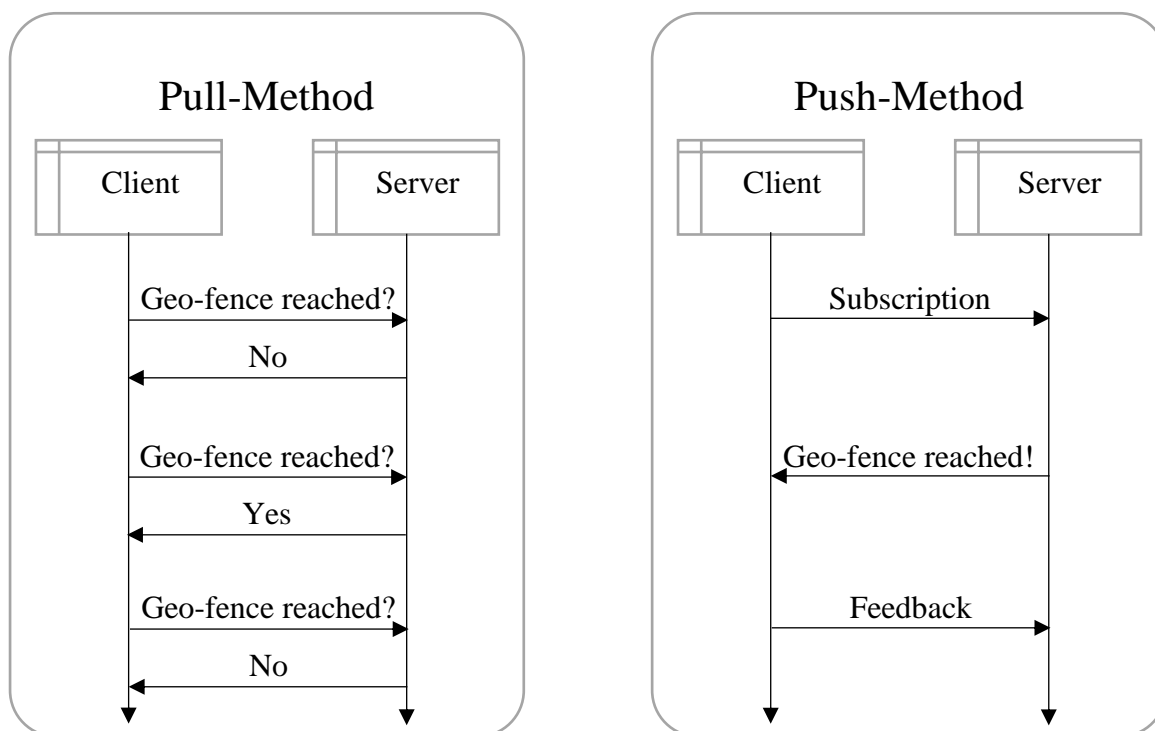 Pull-Method
Client
Server
Geo-fence reached?
No
Geo-fence reached?
Yes
Geo-fence reached?
No
Push-Method
Client
Server
Subscription
Geo-fence reached!
Feedback